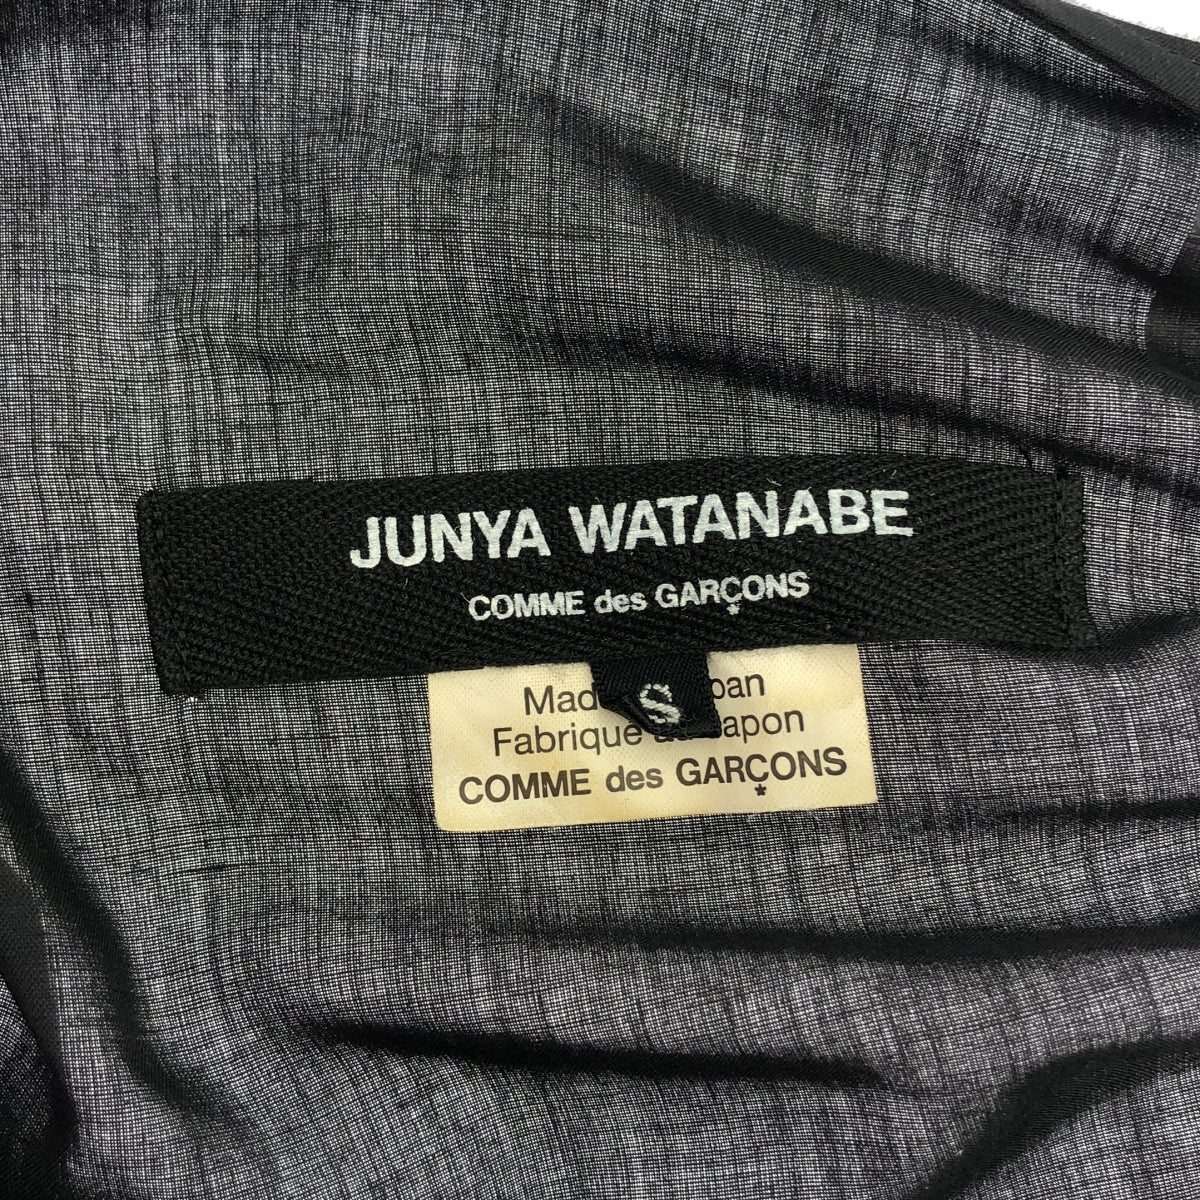 JUNYA WATANABE
COMME des GARÇONS
S
Fabrique
COMME des GARÇONS